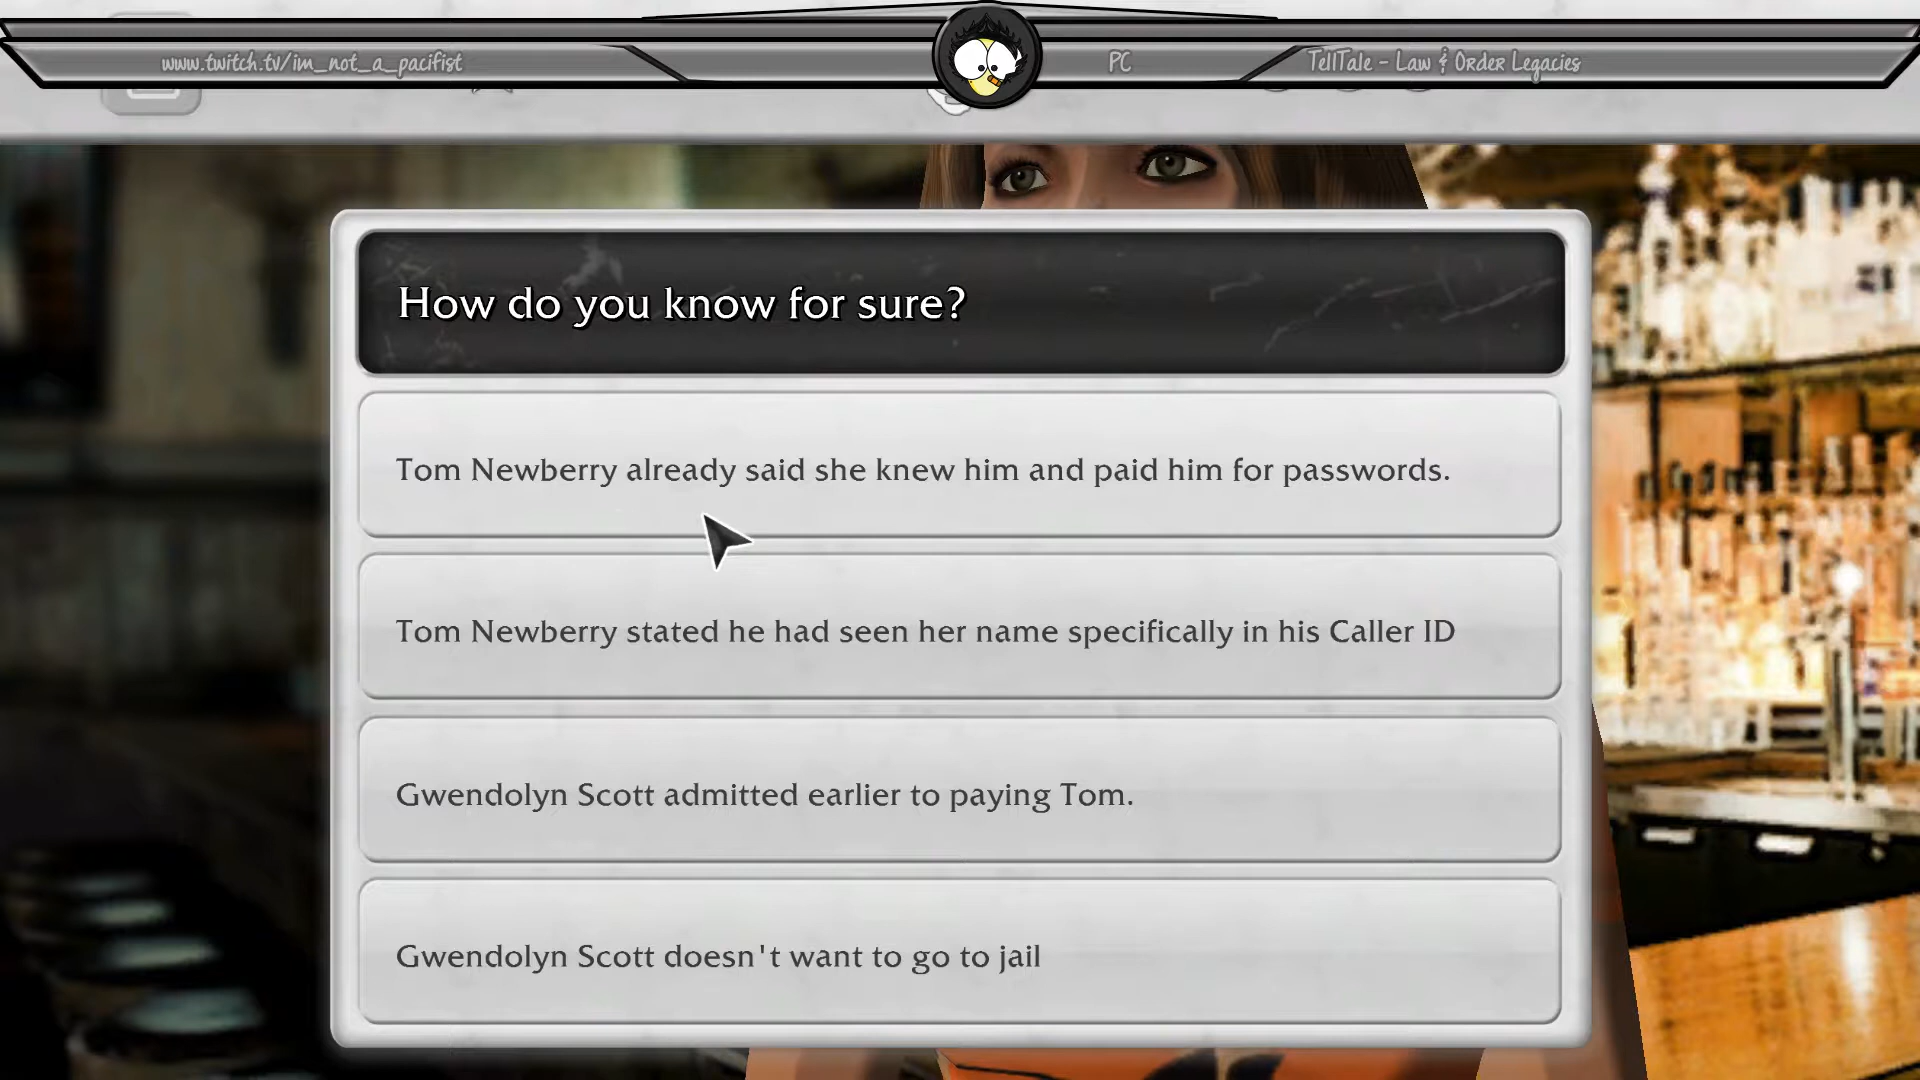 www.twitch.tv/im_not_a_pacifist
PC
TellTale - Law & Order Legacies
How do you know for sure?
Tom Newberry already said she knew him and paid him for passwords.
Tom Newberry stated he had seen her name specifically in his Caller ID
Gwendolyn Scott admitted earlier to paying Tom.
Gwendolyn Scott doesn't want to go to jail